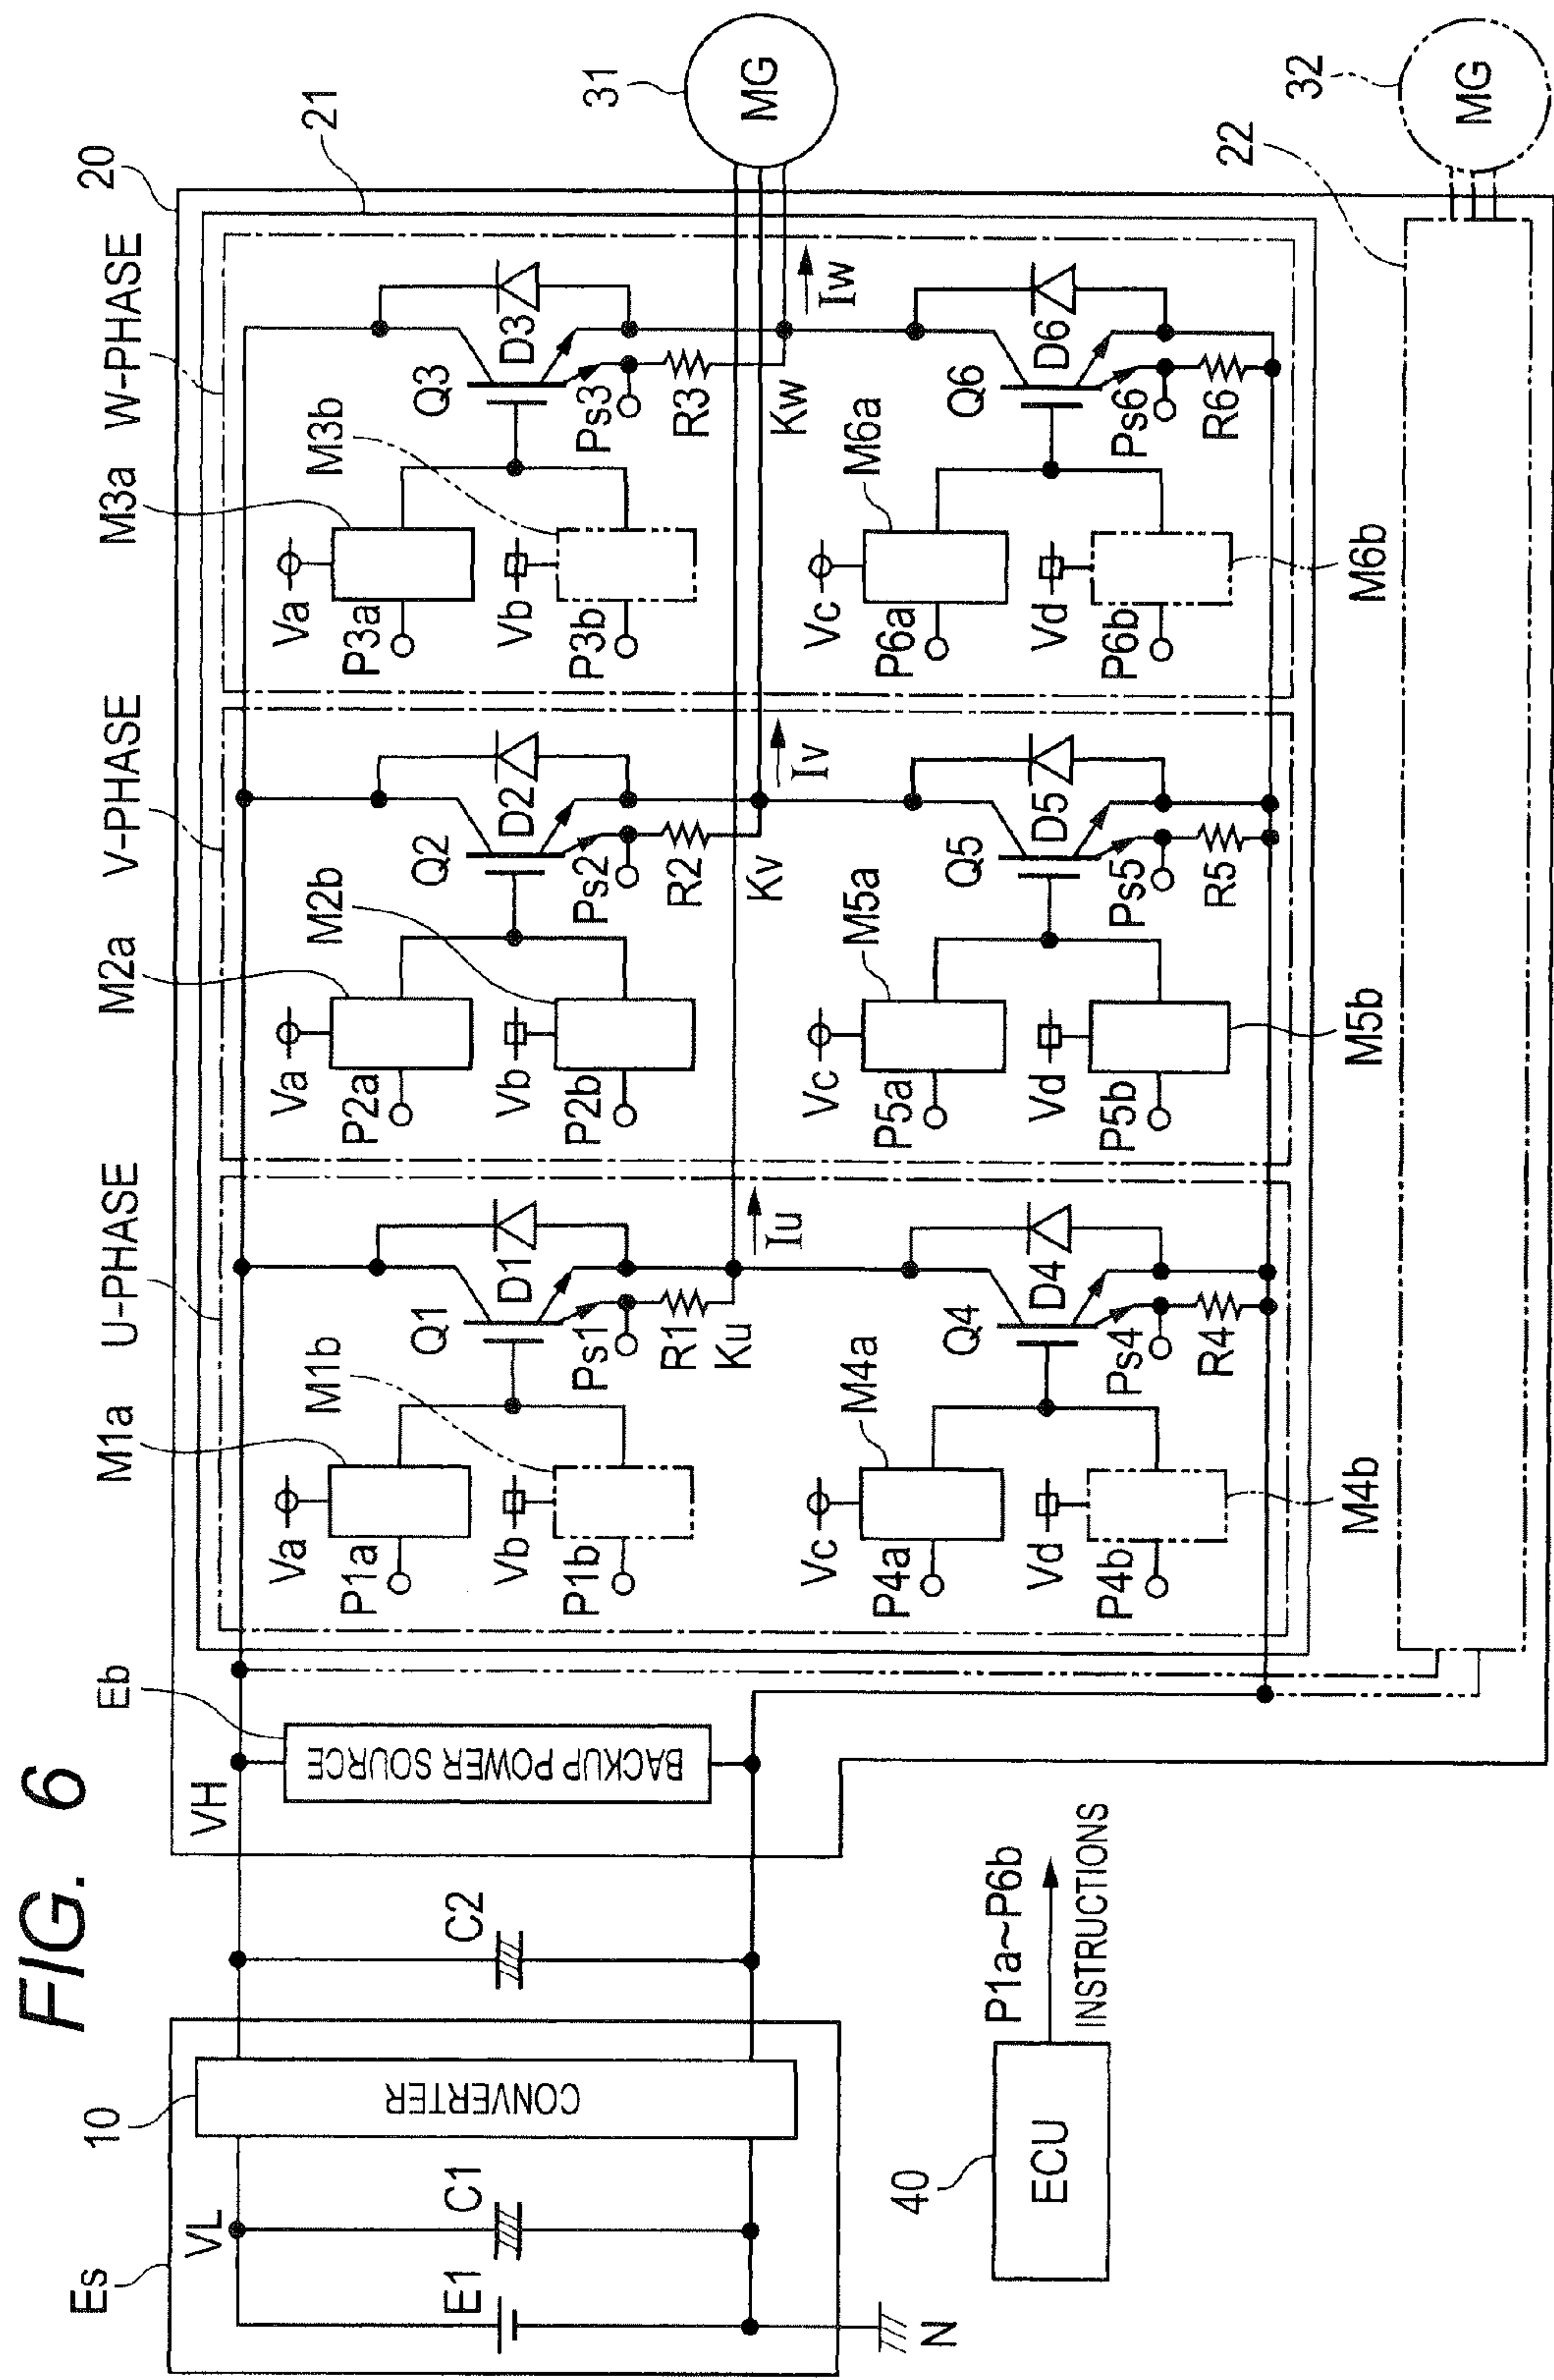 FIG. 6
Es
VL
E1
C1
N
10
CONVERTER
C2
40
ECU
P1a~P6b
INSTRUCTIONS
VH
Eb
BACKUP POWER SOURCE
20
21
M1a
U-PHASE
M2a
V-PHASE
M3a
W-PHASE
Va
P1a
M1b
Vb
P1b
Q1
D1
Ps1
R1
Ku
Iu
Vc
P4a
M4a
Vd
P4b
M4b
Q4
D4
Ps4
R4
Va
P2a
M2b
Vb
P2b
Q2
D2
Ps2
R2
Kv
Iv
Vc
P5a
M5a
Vd
P5b
M5b
Q5
D5
Ps5
R5
Va
P3a
M3b
Vb
P3b
Q3
D3
Ps3
R3
Kw
Iw
Vc
P6a
M6a
Vd
P6b
M6b
Q6
D6
Ps6
R6
31
MG
22
32
MG